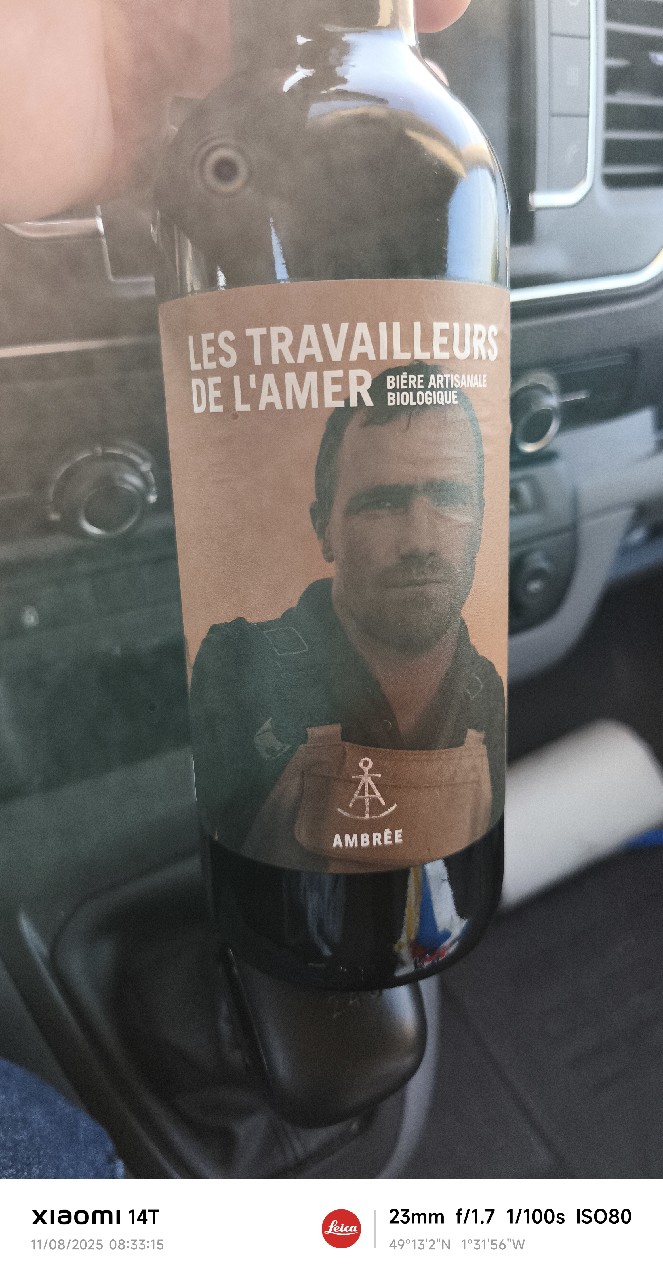 LES TRAVAILLEURS
DE L'AMER
BIÈRE ARTISANALE
BIOLOGIQUE
AMBRÉE
xiaomi 14T
11/08/2025 08:33:15
Leica
23mm f/1.7 1/100s ISO80
49°13'2"N 1°31'56"W